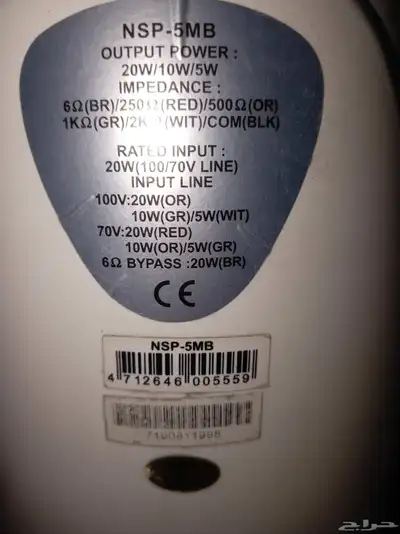 NSP-5MB
OUTPUT POWER :
20W/10W/5W
IMPEDANCE :
6Ω(BR)/250Ω(RED)/500Ω(OR)
1KΩ(GR)/2K (WIT)/COM(BLK)
RATED INPUT :
20W(100/70V LINE)
INPUT LINE
100V:20W(OR)
10W(GR)/5W(WIT)
70V:20W(RED)
10W(OR)/5W(GR)
6Ω BYPASS :20W(BR)
CE
NSP-5MB
4 712646 005559
7190811998
حراج